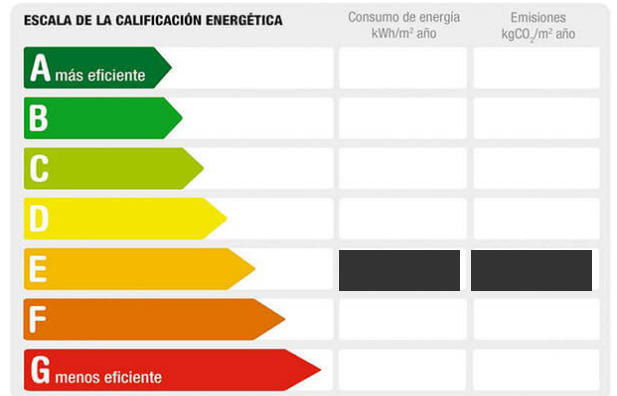 ESCALA DE LA CALIFICACIÓN ENERGÉTICA
Consumo de energía
kWh/m² año
Emisiones
kgCO₂/m² año
A más eficiente
B
C
D
E
F
G menos eficiente